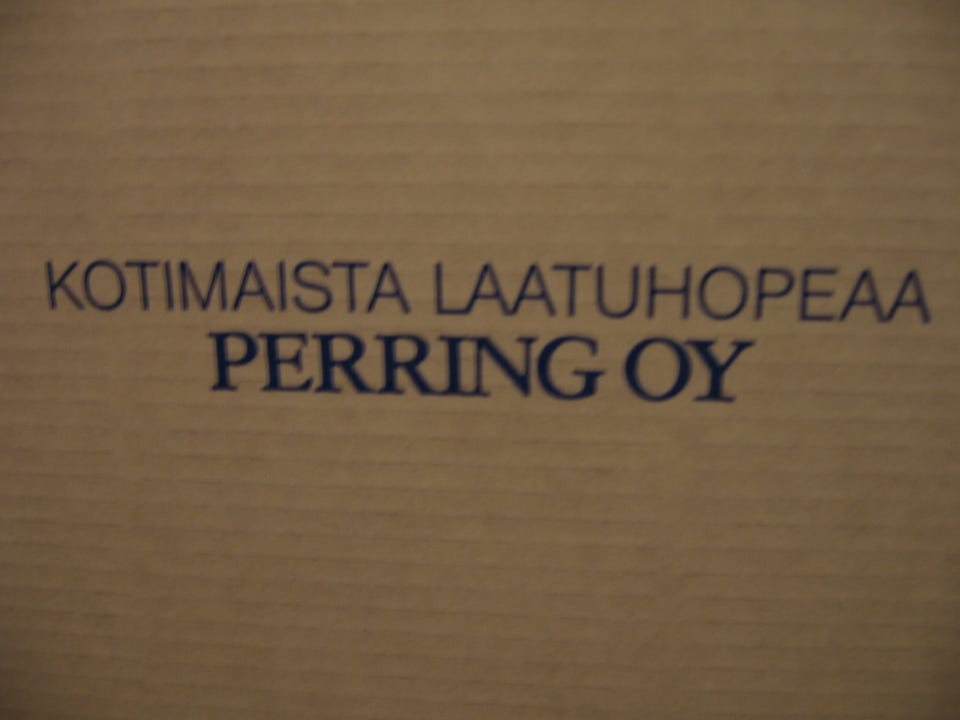 KOTIMAISTA LAATUHOPEAA
PERRING OY